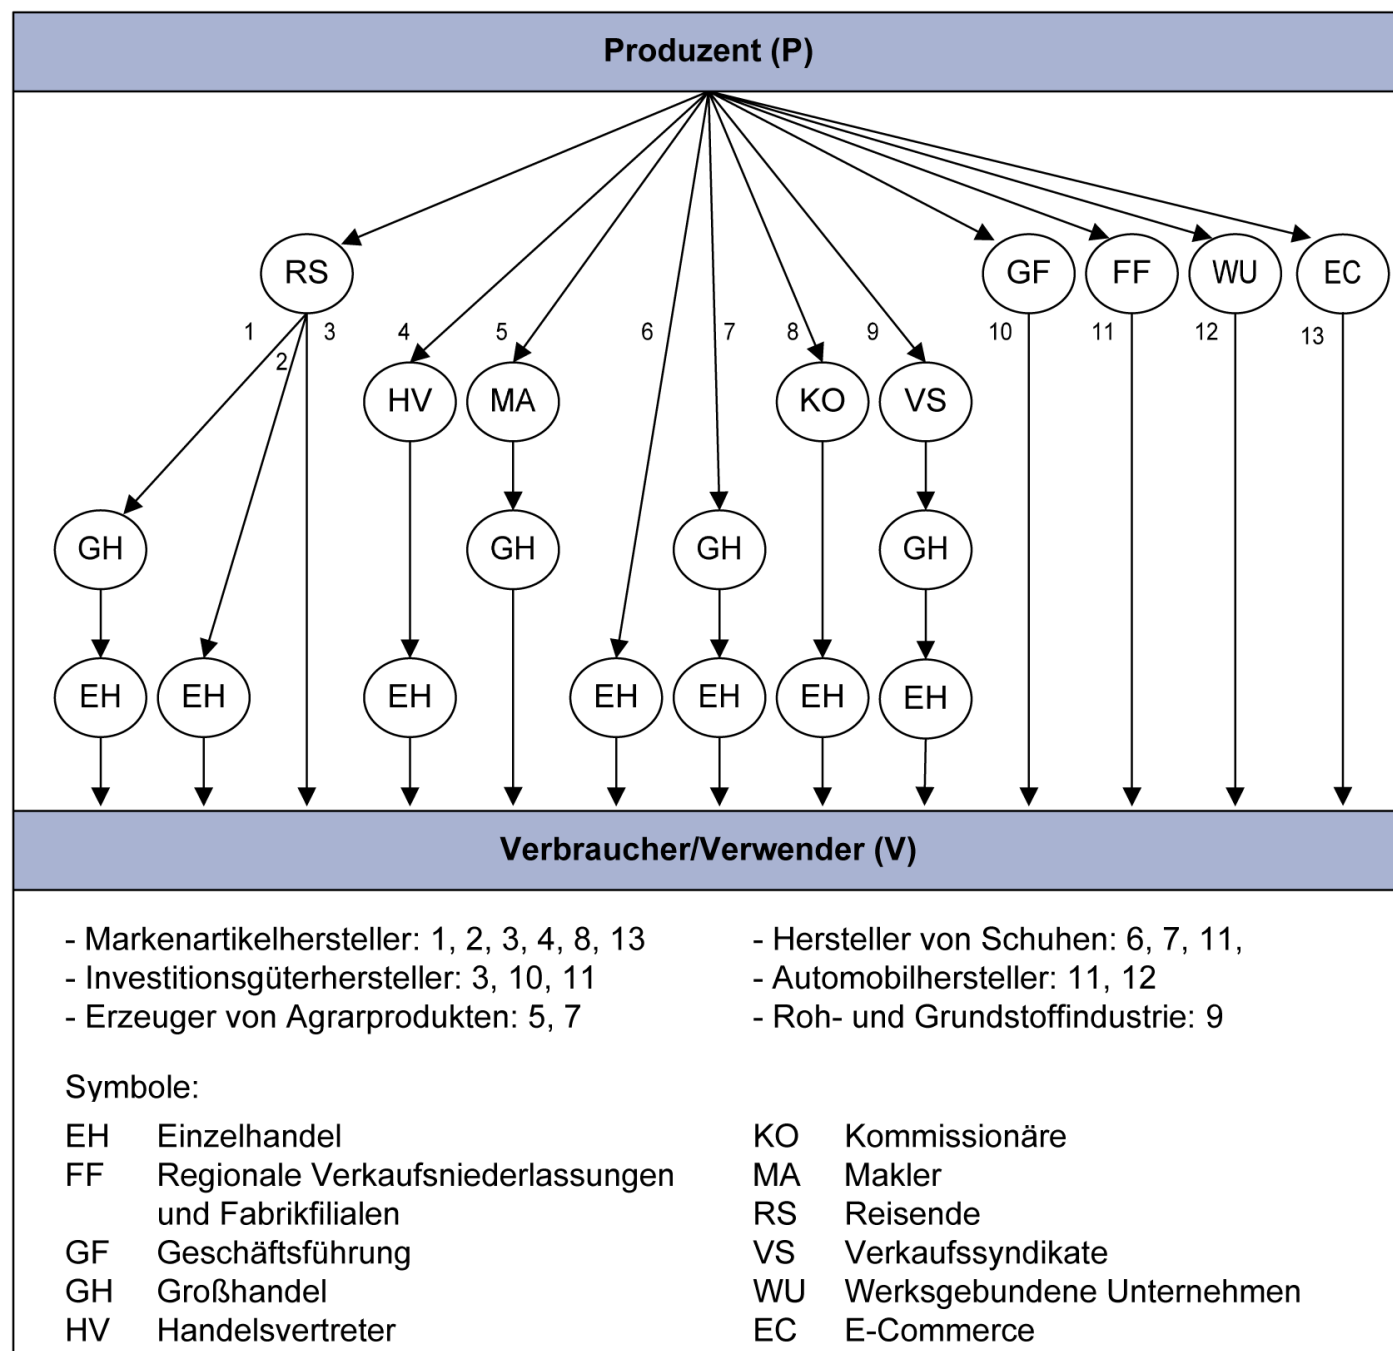 Produzent (P)
RS
GF
FF
WU
EC
1
2
3
4
5
6
7
8
9
10
11
12
13
HV
MA
KO
VS
GH
GH
GH
GH
EH
EH
EH
EH
EH
EH
EH
Verbraucher/Verwender (V)
- Markenartikelhersteller: 1, 2, 3, 4, 8, 13
- Investitionsgüterhersteller: 3, 10, 11
- Erzeuger von Agrarprodukten: 5, 7
- Hersteller von Schuhen: 6, 7, 11,
- Automobilhersteller: 11, 12
- Roh- und Grundstoffindustrie: 9
Symbole:
EH Einzelhandel
FF Regionale Verkaufsniederlassungen
und Fabrikfilialen
GF Geschäftsführung
GH Großhandel
HV Handelsvertreter
KO Kommissionäre
MA Makler
RS Reisende
VS Verkaufssyndikate
WU Werksgebundene Unternehmen
EC E-Commerce